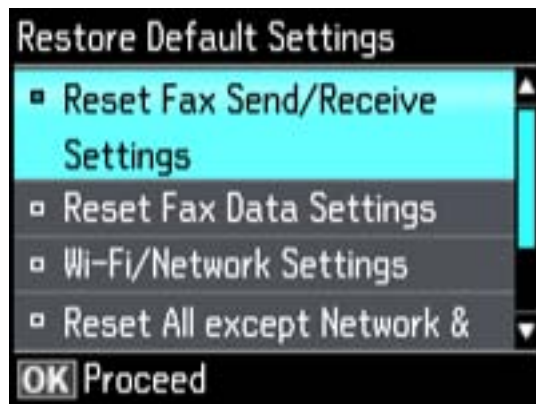 Restore Default Settings
Reset Fax Send/Receive
Settings
Reset Fax Data Settings
Wi-Fi/Network Settings
Reset All except Network &
OK Proceed